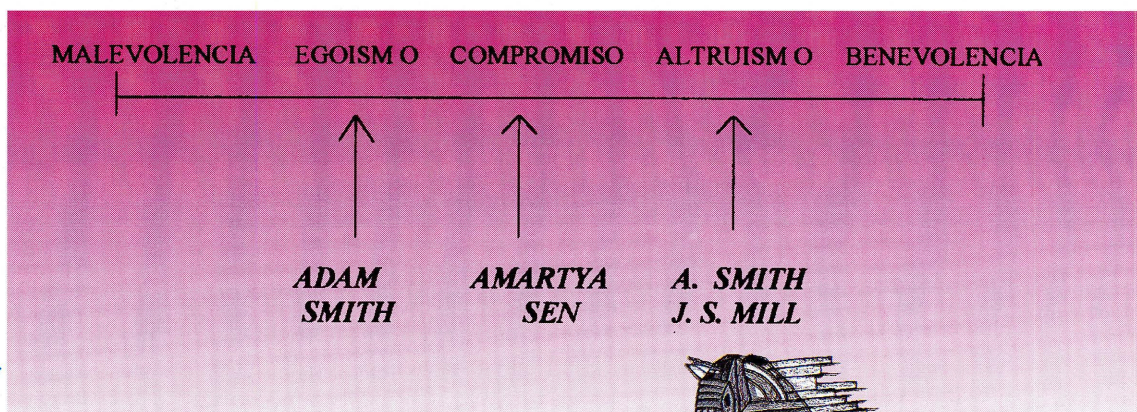 MALEVOLENCIA EGOISM O COMPROMISO ALTRUISM O BENEVOLENCIA
ADAM SMITH
AMARTYA SEN
A. SMITH
J. S. MILL